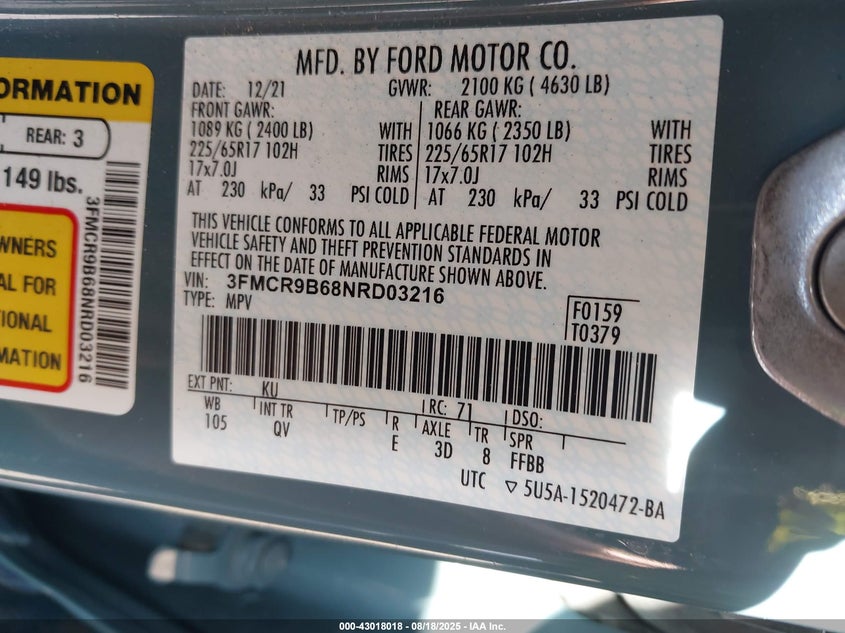 ORMATION
REAR: 3
149 lbs.
WNERS
AL FOR
TIONAL
MATION
3FMCR9B68NRD03216
MFD. BY FORD MOTOR CO.
DATE: 12/21 GVWR: 2100 KG ( 4630 LB)
FRONT GAWR: REAR GAWR:
1089 KG ( 2400 LB) WITH 1066 KG ( 2350 LB) WITH
225/65R17 102H TIRES 225/65R17 102H TIRES
17x7.0J RIMS 17x7.0J RIMS
AT 230 kPa/ 33 PSI COLD AT 230 kPa/ 33 PSI COLD
THIS VEHICLE CONFORMS TO ALL APPLICABLE FEDERAL MOTOR
VEHICLE SAFETY AND THEFT PREVENTION STANDARDS IN
EFFECT ON THE DATE OF MANUFACTURE SHOWN ABOVE.
VIN: 3FMCR9B68NRD03216
TYPE: MPV
F0159
T0379
EXT PNT: KU RC: 71 DSO:
WB INT TR TP/PS R AXLE TR SPR
105 QV E 3D 8 FFBB
UTC ▽ 5U5A-1520472-BA
000-43018018 - 08/18/2025 - IAA Inc.